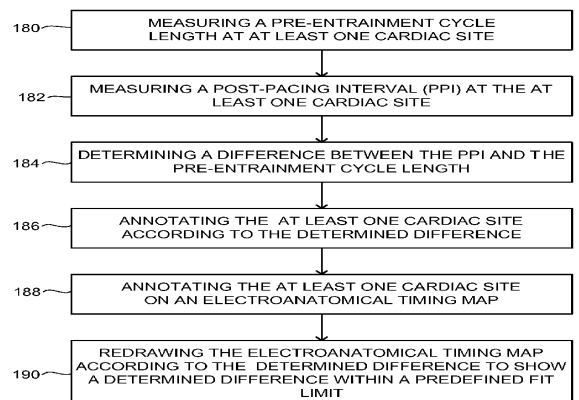 180
MEASURING A PRE-ENTRAINMENT CYCLE
LENGTH AT AT LEAST ONE CARDIAC SITE
182
MEASURING A POST-PACING INTERVAL (PPI) AT THE AT
LEAST ONE CARDIAC SITE
184
DETERMINING A DIFFERENCE BETWEEN THE PPI AND THE
PRE-ENTRAINMENT CYCLE LENGTH
186
ANNOTATING THE AT LEAST ONE CARDIAC SITE
ACCORDING TO THE DETERMINED DIFFERENCE
188
ANNOTATING THE AT LEAST ONE CARDIAC SITE
ON AN ELECTROANATOMICAL TIMING MAP
190
REDRAWING THE ELECTROANATOMICAL TIMING MAP
ACCORDING TO THE DETERMINED DIFFERENCE TO SHOW
A DETERMINED DIFFERENCE WITHIN A PREDEFINED FIT
LIMIT